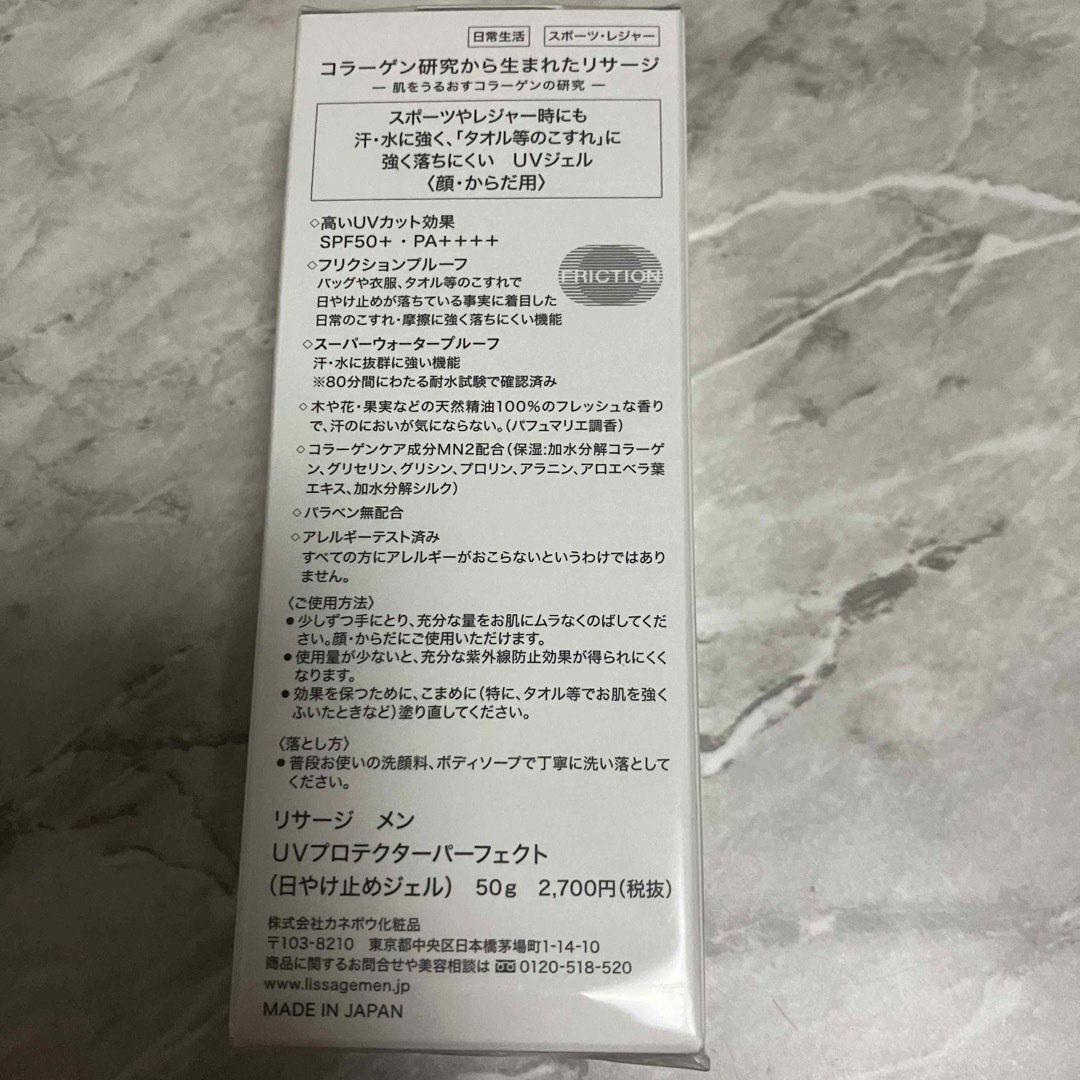 日常生活 スポーツ・レジャー
コラーゲン研究から生まれたリサージ
― 肌をうるおすコラーゲンの研究 ―
スポーツやレジャー時にも
汗・水に強く、「タオル等のこすれ」に
強く落ちにくい UVジェル
〈顔・からだ用〉
◇高いUVカット効果
SPF50＋・PA＋＋＋＋
◇フリクションプルーフ
FRICTION
バッグや衣服、タオル等のこすれで
日やけ止めが落ちている事実に着目した
日常のこすれ・摩擦に強く落ちにくい機能
◇スーパーウォータープルーフ
汗・水に抜群に強い機能
※80分間にわたる耐水試験で確認済み
◇木や花・果実などの天然精油100％のフレッシュな香り
で、汗のにおいが気にならない。（パフュマリエ調香）
◇コラーゲンケア成分MN2配合（保湿:加水分解コラーゲ
ン、グリセリン、グリシン、プロリン、アラニン、アロエベラ葉
エキス、加水分解シルク）
◇パラベン無配合
◇アレルギーテスト済み
すべての方にアレルギーがおこらないというわけではあり
ません。
〈ご使用方法〉
●少しずつ手にとり、充分な量をお肌にムラなくのばしてくだ
さい。顔・からだにご使用いただけます。
●使用量が少ないと、充分な紫外線防止効果が得られにくく
なります。
●効果を保つために、こまめに（特に、タオル等でお肌を強く
ふいたときなど）塗り直してください。
〈落とし方〉
●普段お使いの洗顔料、ボディソープで丁寧に洗い落として
ください。
リサージ メン
UVプロテクターパーフェクト
（日やけ止めジェル） 50g 2,700円（税抜）
株式会社カネボウ化粧品
〒103-8210 東京都中央区日本橋茅場町1-14-10
商品に関するお問合せや美容相談は 0120-518-520
www.lissagemen.jp
MADE IN JAPAN